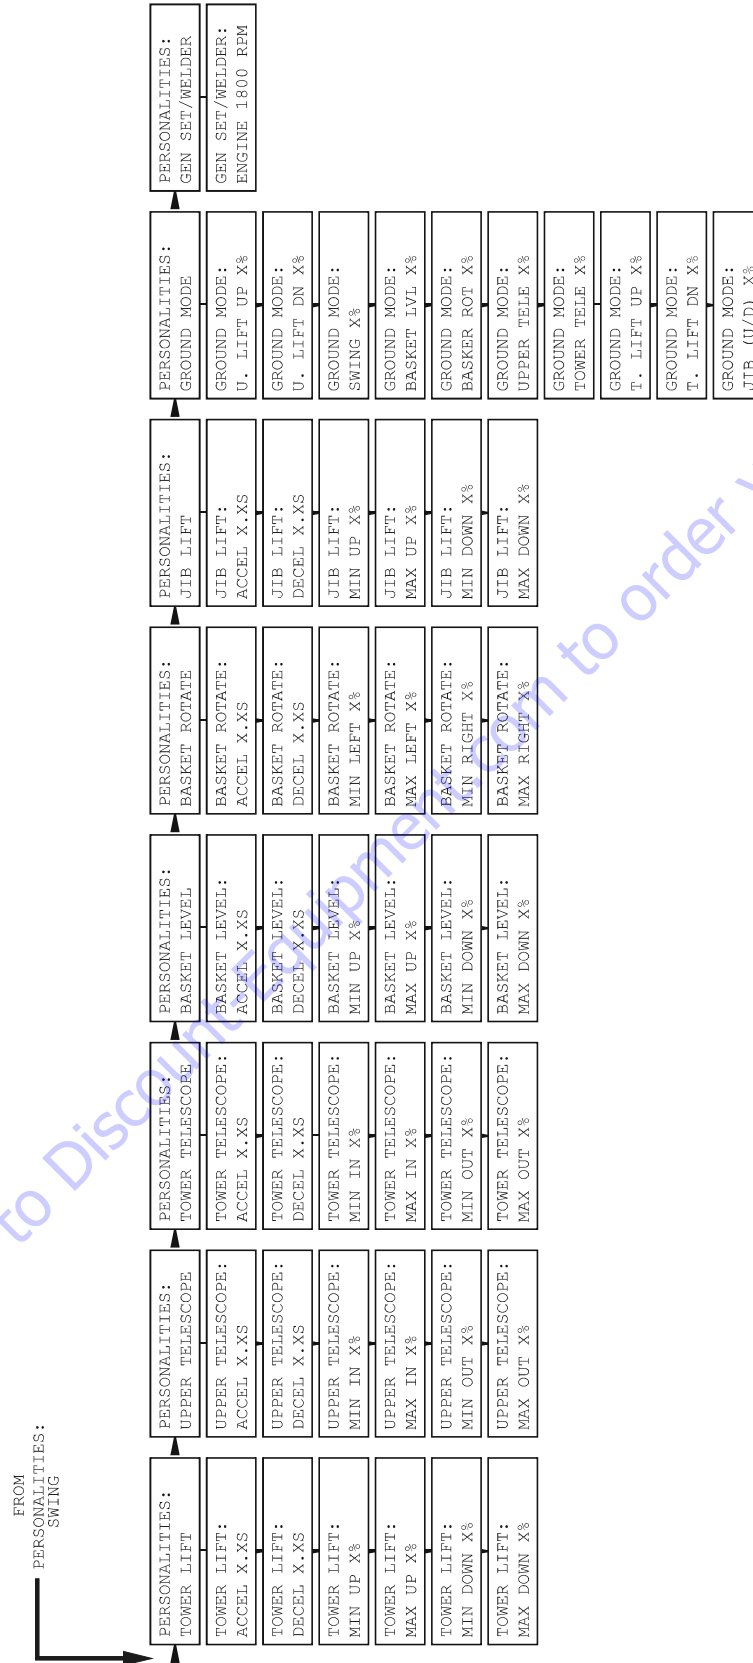 FROM
PERSONALITIES:
SWING
PERSONALITIES:
TOWER LIFT
TOWER LIFT:
ACCEL X.XS
TOWER LIFT:
DECEL X.XS
TOWER LIFT:
MIN UP X%
TOWER LIFT:
MAX UP X%
TOWER LIFT:
MIN DOWN X%
TOWER LIFT:
MAX DOWN X%
PERSONALITIES:
UPPER TELESCOPE
UPPER TELESCOPE:
ACCEL X.XS
UPPER TELESCOPE:
DECEL X.XS
UPPER TELESCOPE:
MIN IN X%
UPPER TELESCOPE:
MAX IN X%
UPPER TELESCOPE:
MIN OUT X%
UPPER TELESCOPE:
MAX OUT X%
PERSONALITIES:
TOWER TELESCOPE
TOWER TELESCOPE:
ACCEL X.XS
TOWER TELESCOPE:
DECEL X.XS
TOWER TELESCOPE:
MIN IN X%
TOWER TELESCOPE:
MAX IN X%
TOWER TELESCOPE:
MIN OUT X%
TOWER TELESCOPE:
MAX OUT X%
PERSONALITIES:
BASKET LEVEL
BASKET LEVEL:
ACCEL X.XS
BASKET LEVEL:
DECEL X.XS
BASKET LEVEL:
MIN UP X%
BASKET LEVEL:
MAX UP X%
BASKET LEVEL:
MIN DOWN X%
BASKET LEVEL:
MAX DOWN X%
PERSONALITIES:
BASKET ROTATE
BASKET ROTATE:
ACCEL X.XS
BASKET ROTATE:
DECEL X.XS
BASKET ROTATE:
MIN LEFT X%
BASKET ROTATE:
MAX LEFT X%
BASKET ROTATE:
MIN RIGHT X%
BASKET ROTATE:
MAX RIGHT X%
PERSONALITIES:
JIB LIFT
JIB LIFT:
ACCEL X.XS
JIB LIFT:
DECEL X.XS
JIB LIFT:
MIN UP X%
JIB LIFT:
MAX UP X%
JIB LIFT:
MIN DOWN X%
JIB LIFT:
MAX DOWN X%
PERSONALITIES:
GROUND MODE
GROUND MODE:
U. LIFT UP X%
GROUND MODE:
U. LIFT DN X%
GROUND MODE:
SWING X%
GROUND MODE:
BASKET LVL X%
GROUND MODE:
BASKER ROT X%
GROUND MODE:
UPPER TELE X%
GROUND MODE:
TOWER TELE X%
GROUND MODE:
T. LIFT UP X%
GROUND MODE:
T. LIFT DN X%
GROUND MODE:
JIB (U/D) X%
PERSONALITIES:
GEN SET/WELDER
GEN SET/WELDER:
ENGINE 1800 RPM
to Discount-Equipment.com to order